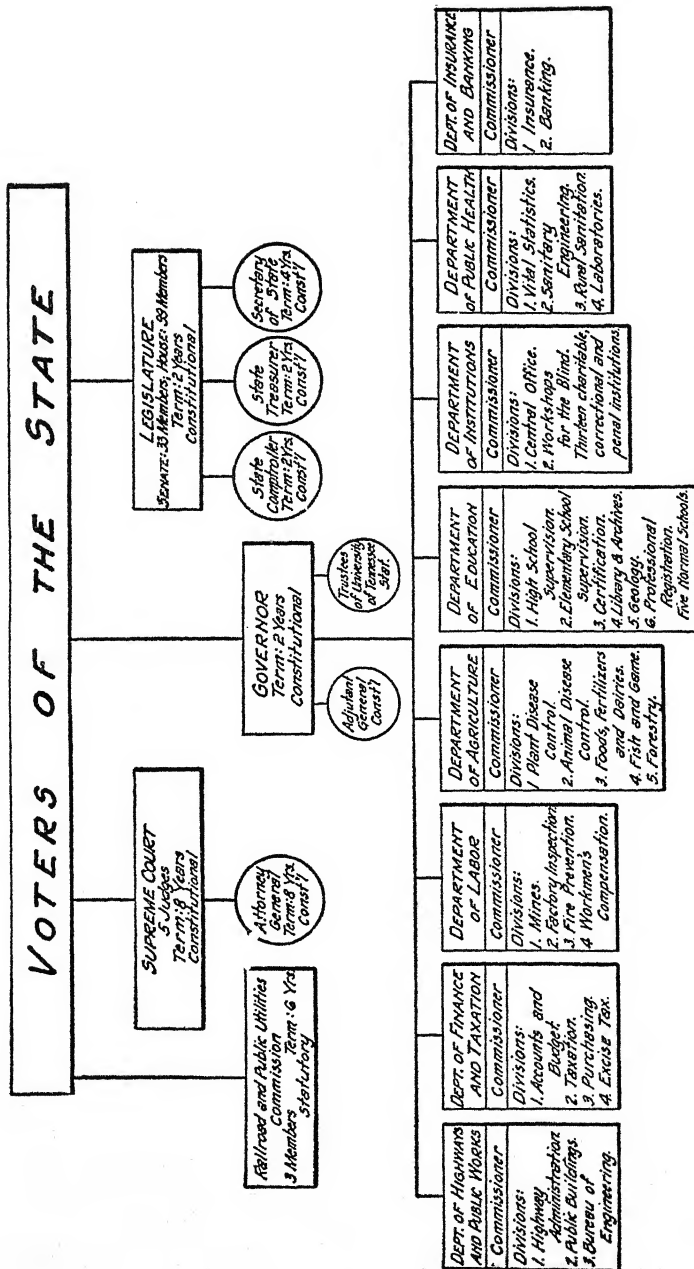 VOTERS OF THE STATE
Railroad and Public Utilities
Commission
3 Members Term: 6 Yrs.
Statutory
SUPREME COURT
5 Judges
Term: 8 Years
Constitutional
Attorney
General
Term: 8 Yrs.
Const'l
GOVERNOR
Term: 2 Years
Constitutional
Adjutant
General
Const'l
Trustees
of University
of Tennessee
Stat.
LEGISLATURE
SENATE: 33 Members; HOUSE: 99 Members
Term: 2 Years
Constitutional
State
Comptroller
Term: 2 Yrs.
Const'l
State
Treasurer
Term: 2 Yrs.
Const'l
Secretary
of State
Term: 4 Yrs.
Const'l
DEPT. OF HIGHWAYS
AND PUBLIC WORKS
Commissioner
Divisions:
1. Highway
Administration
2. Public Buildings.
3. Bureau of
Engineering.
DEPT. OF FINANCE
AND TAXATION
Commissioner
Divisions:
1. Accounts and
Budget.
2. Taxation.
3. Purchasing.
4. Excise Tax.
DEPARTMENT
OF LABOR
Commissioner
Divisions:
1. Mines.
2. Factory Inspection.
3. Fire Prevention.
4 Workmen's
Compensation.
DEPARTMENT
OF AGRICULTURE
Commissioner
Divisions:
1 Plant Disease
Control.
2. Animal Disease
Control.
3. Foods, Fertilizers
and Dairies.
4. Fish and Game.
5. Forestry.
DEPARTMENT
OF EDUCATION
Commissioner
Divisions:
1. High School
Supervision.
2. Elementary School
Supervision.
3. Certification.
4. Library & Archives.
5. Geology.
6. Professional
Registration.
Five Normal Schools.
DEPARTMENT
OF INSTITUTIONS
Commissioner
Divisions:
1. Central Office.
2. Workshops
for the Blind.
Thirteen charitable,
correctional and
penal institutions.
DEPARTMENT
OF PUBLIC HEALTH
Commissioner
Divisions:
1. Vital Statistics.
2. Sanitary
Engineering.
3. Rural Sanitation.
4. Laboratories.
DEPT. OF INSURANCE
AND BANKING
Commissioner
Divisions:
1 Insurance.
2. Banking.